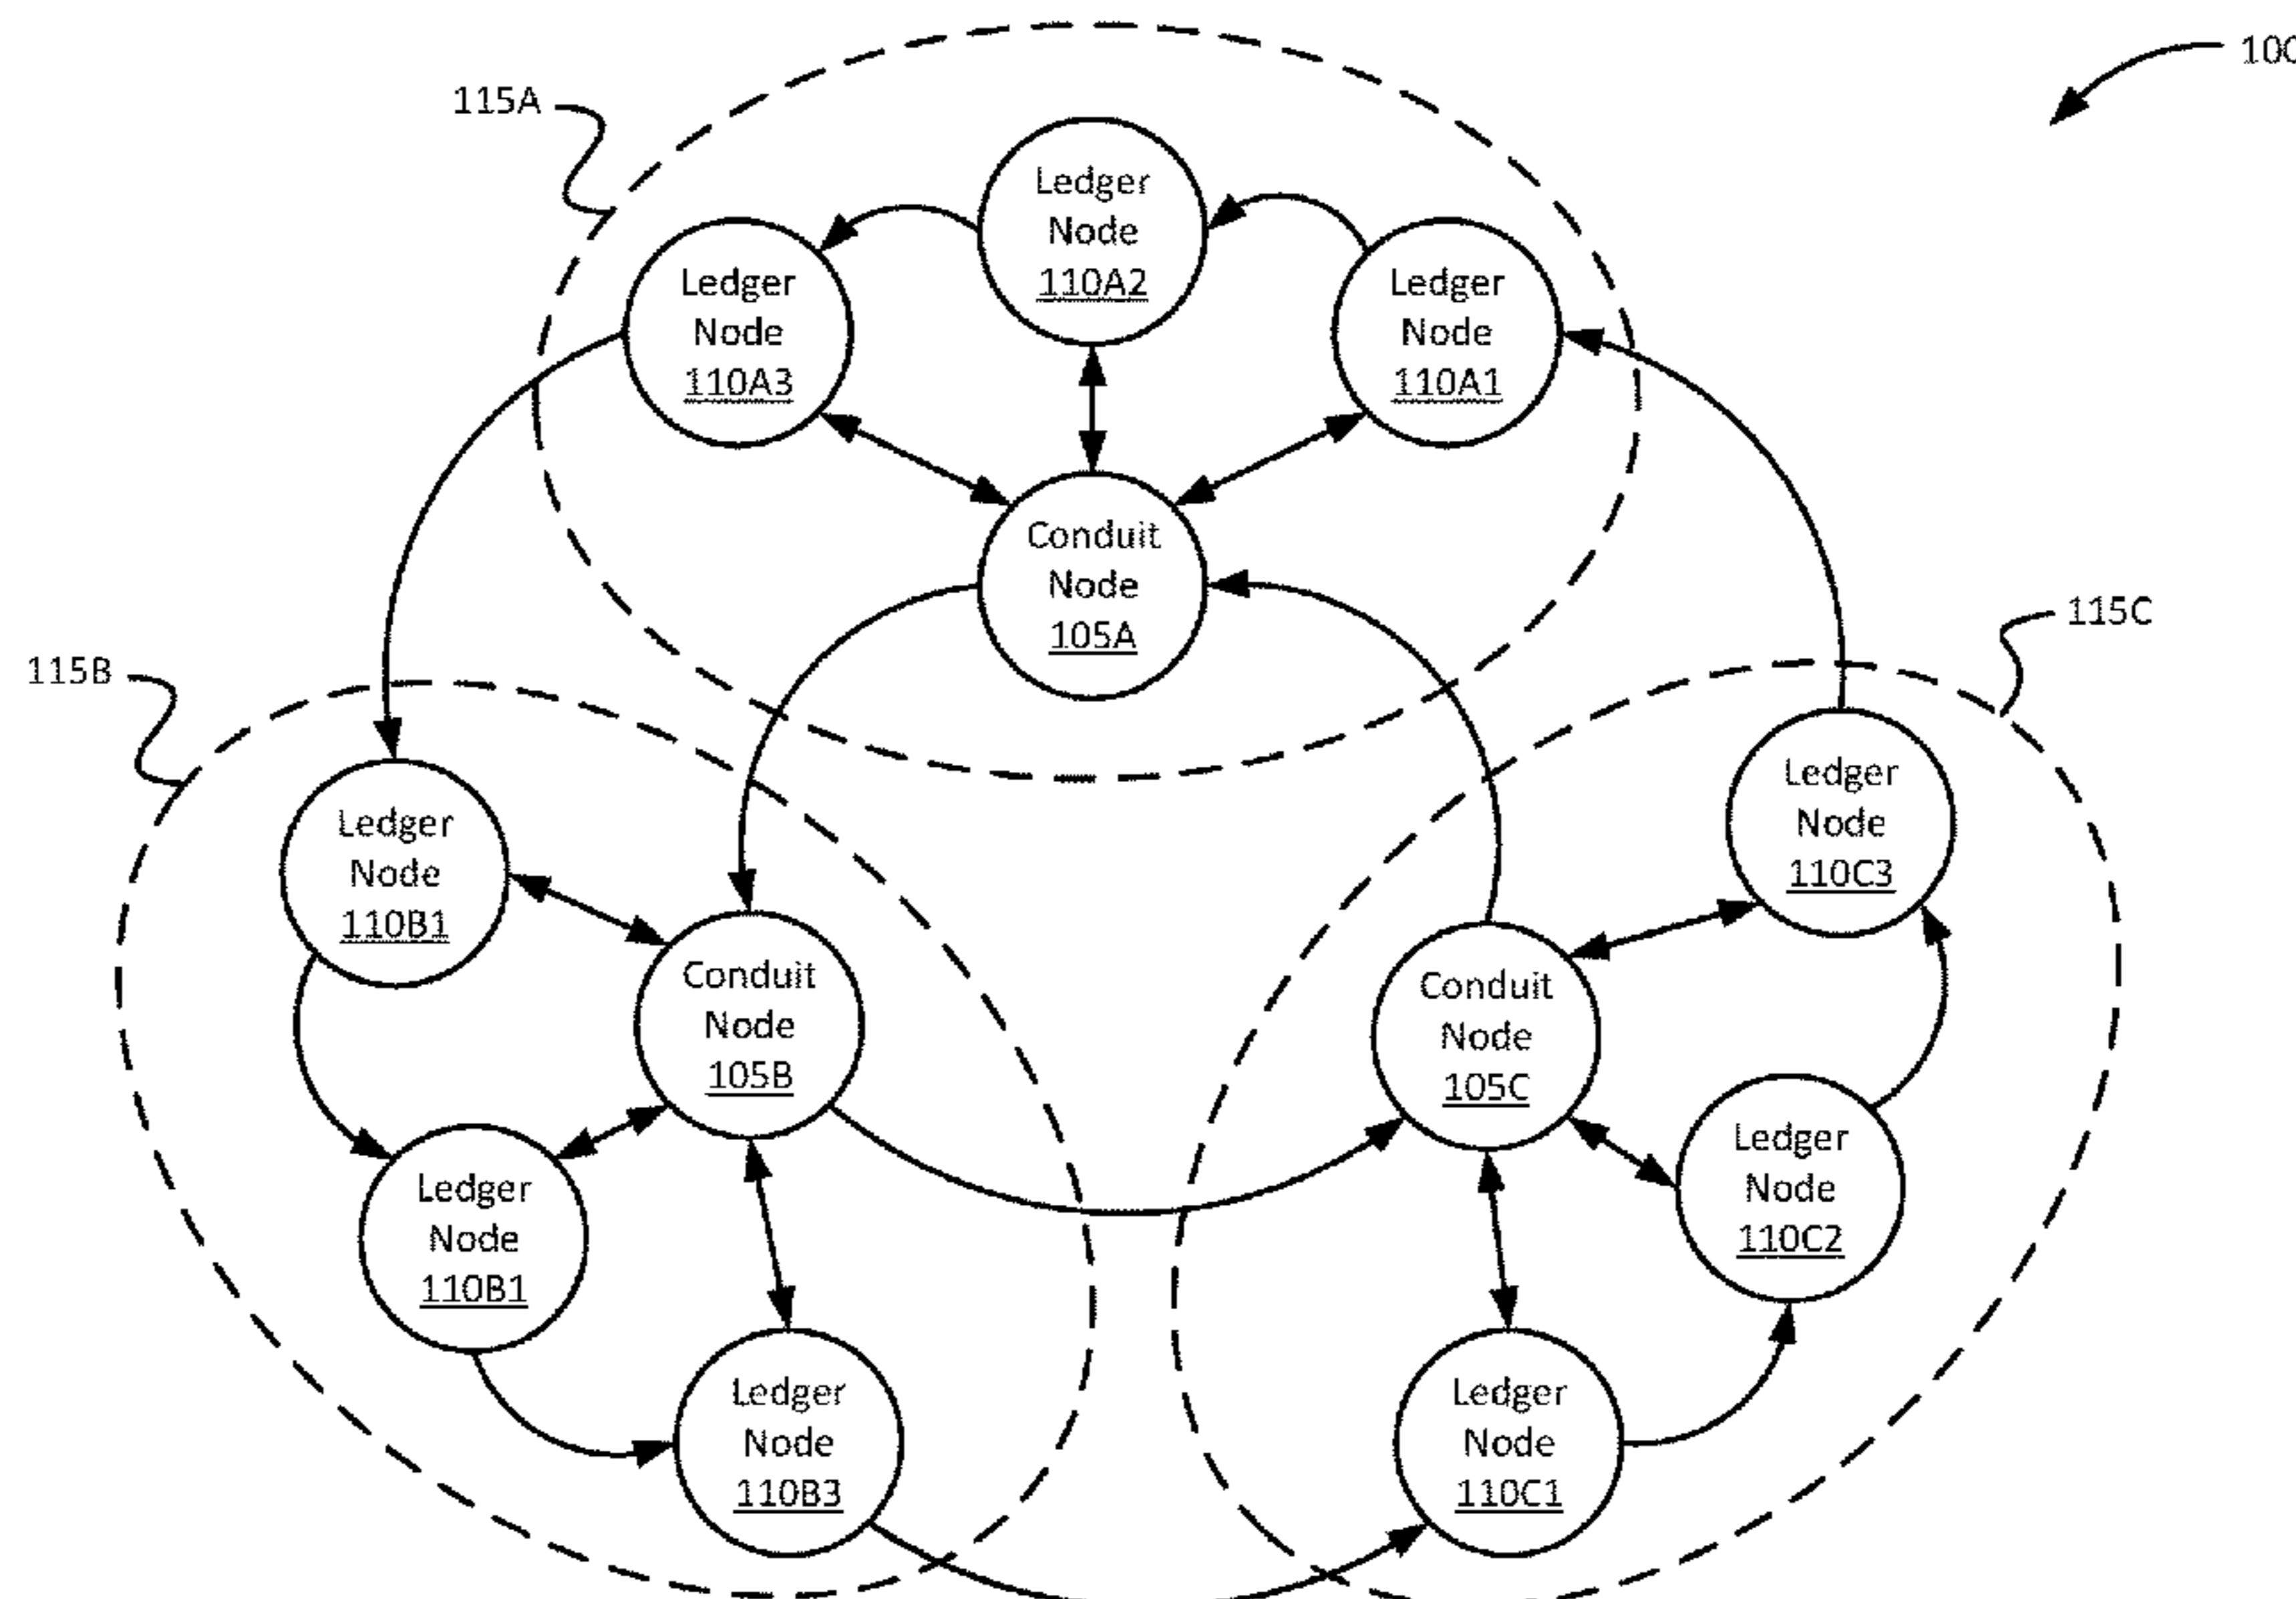 100
115A
Ledger
Node
110A2
Ledger
Node
110A3
Ledger
Node
110A1
Conduit
Node
105A
115C
115B
Ledger
Node
110C3
Ledger
Node
110B1
Conduit
Node
105B
Conduit
Node
105C
Ledger
Node
110C2
Ledger
Node
110B1
Ledger
Node
110B3
Ledger
Node
110C1